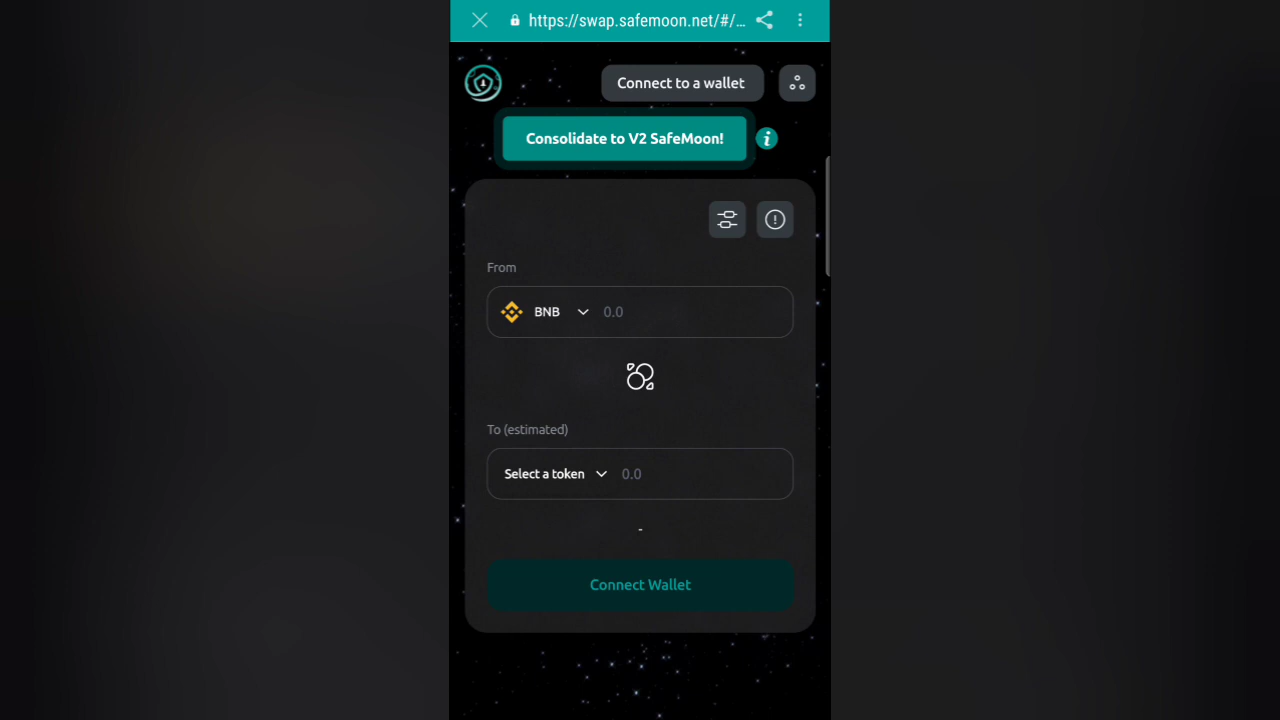 https://swap.safemoon.net/#/...
Connect to a wallet
Consolidate to V2 SafeMoon!
From
BNB 0.0
To (estimated)
Select a token 0.0
-
Connect Wallet